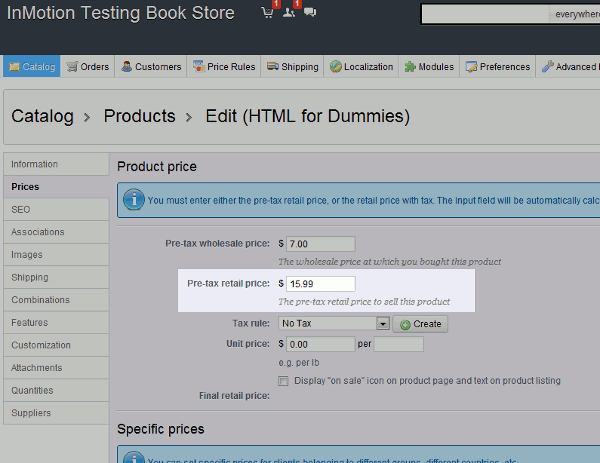 InMotion Testing Book Store
1
1
everywhere
Catalog Orders Customers Price Rules Shipping Localization Modules Preferences Advanced
Catalog > Products > Edit (HTML for Dummies)
Information
Prices
SEO
Associations
Images
Shipping
Combinations
Features
Customization
Attachments
Quantities
Suppliers
Product price
You must enter either the pre-tax retail price, or the retail price with tax. The input field will be automatically calc
Pre-tax wholesale price: $ 7.00
The wholesale price at which you bought this product
Pre-tax retail price: $ 15.99
The pre-tax retail price to sell this product
Tax rule: No Tax Create
Unit price: $ 0.00 per
e.g. per lb
Display "on sale" icon on product page and text on product listing
Final retail price:
Specific prices
You can set specific prices for clients belonging to different groups, different countries, etc.